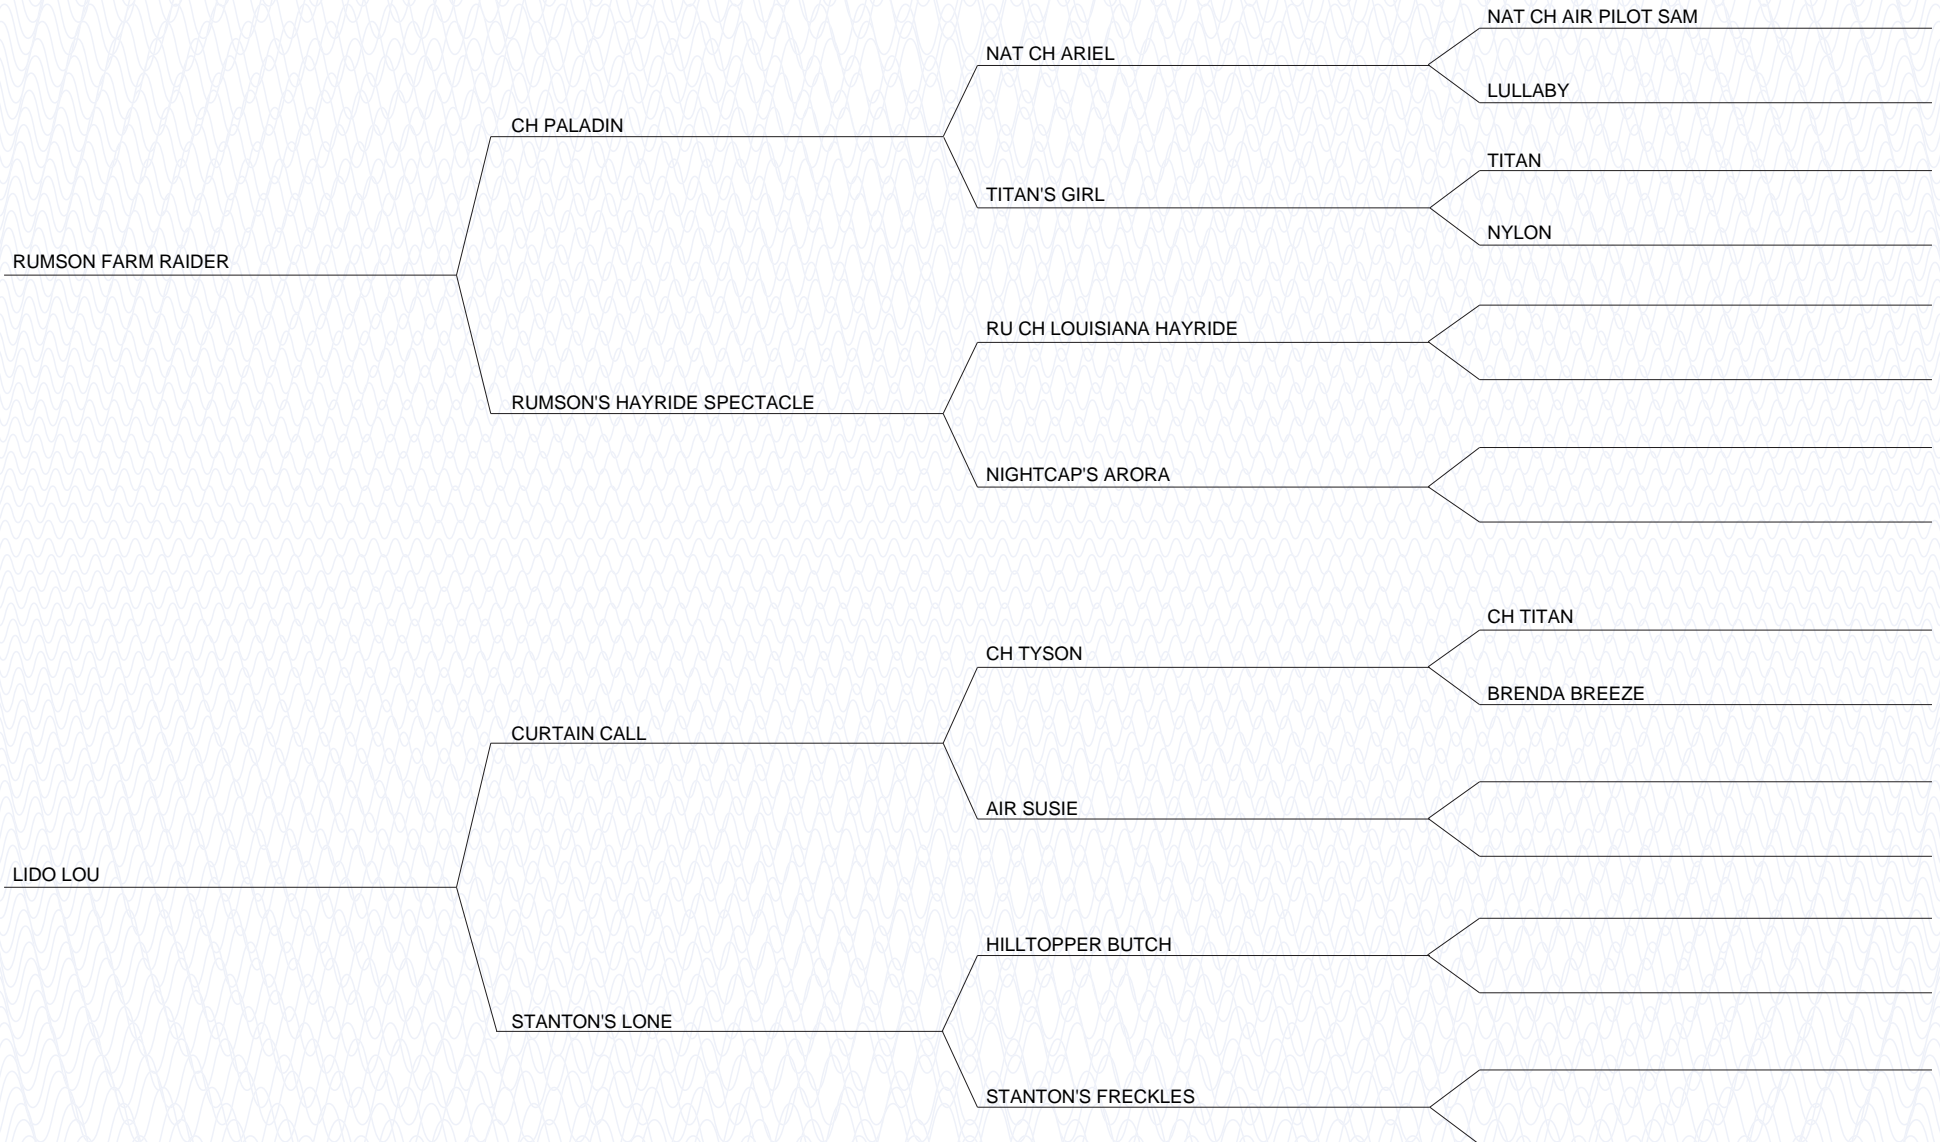 NAT CH AIR PILOT SAM
NAT CH ARIEL
LULLABY
CH PALADIN
TITAN
TITAN'S GIRL
NYLON
RUMSON FARM RAIDER
RU CH LOUISIANA HAYRIDE
RUMSON'S HAYRIDE SPECTACLE
NIGHTCAP'S ARORA
CH TITAN
CH TYSON
BRENDA BREEZE
CURTAIN CALL
AIR SUSIE
LIDO LOU
HILLTOPPER BUTCH
STANTON'S LONE
STANTON'S FRECKLES